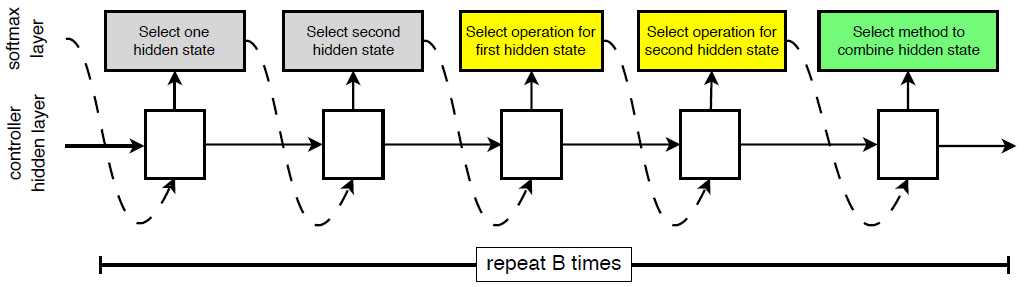 softmax
layer
Select one
hidden state
Select second
hidden state
Select operation for
first hidden state
Select operation for
second hidden state
Select method to
combine hidden state
controller
hidden layer
repeat B times